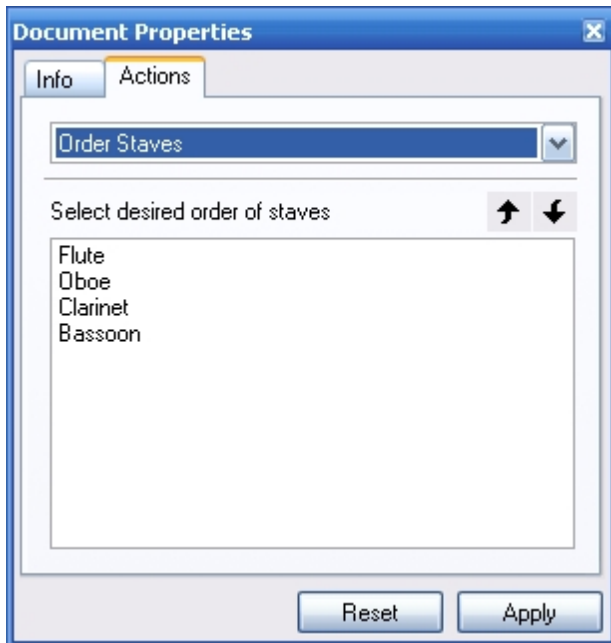 Document Properties
Info
Actions
Order Staves
Select desired order of staves
Flute
Oboe
Clarinet
Bassoon
Reset
Apply